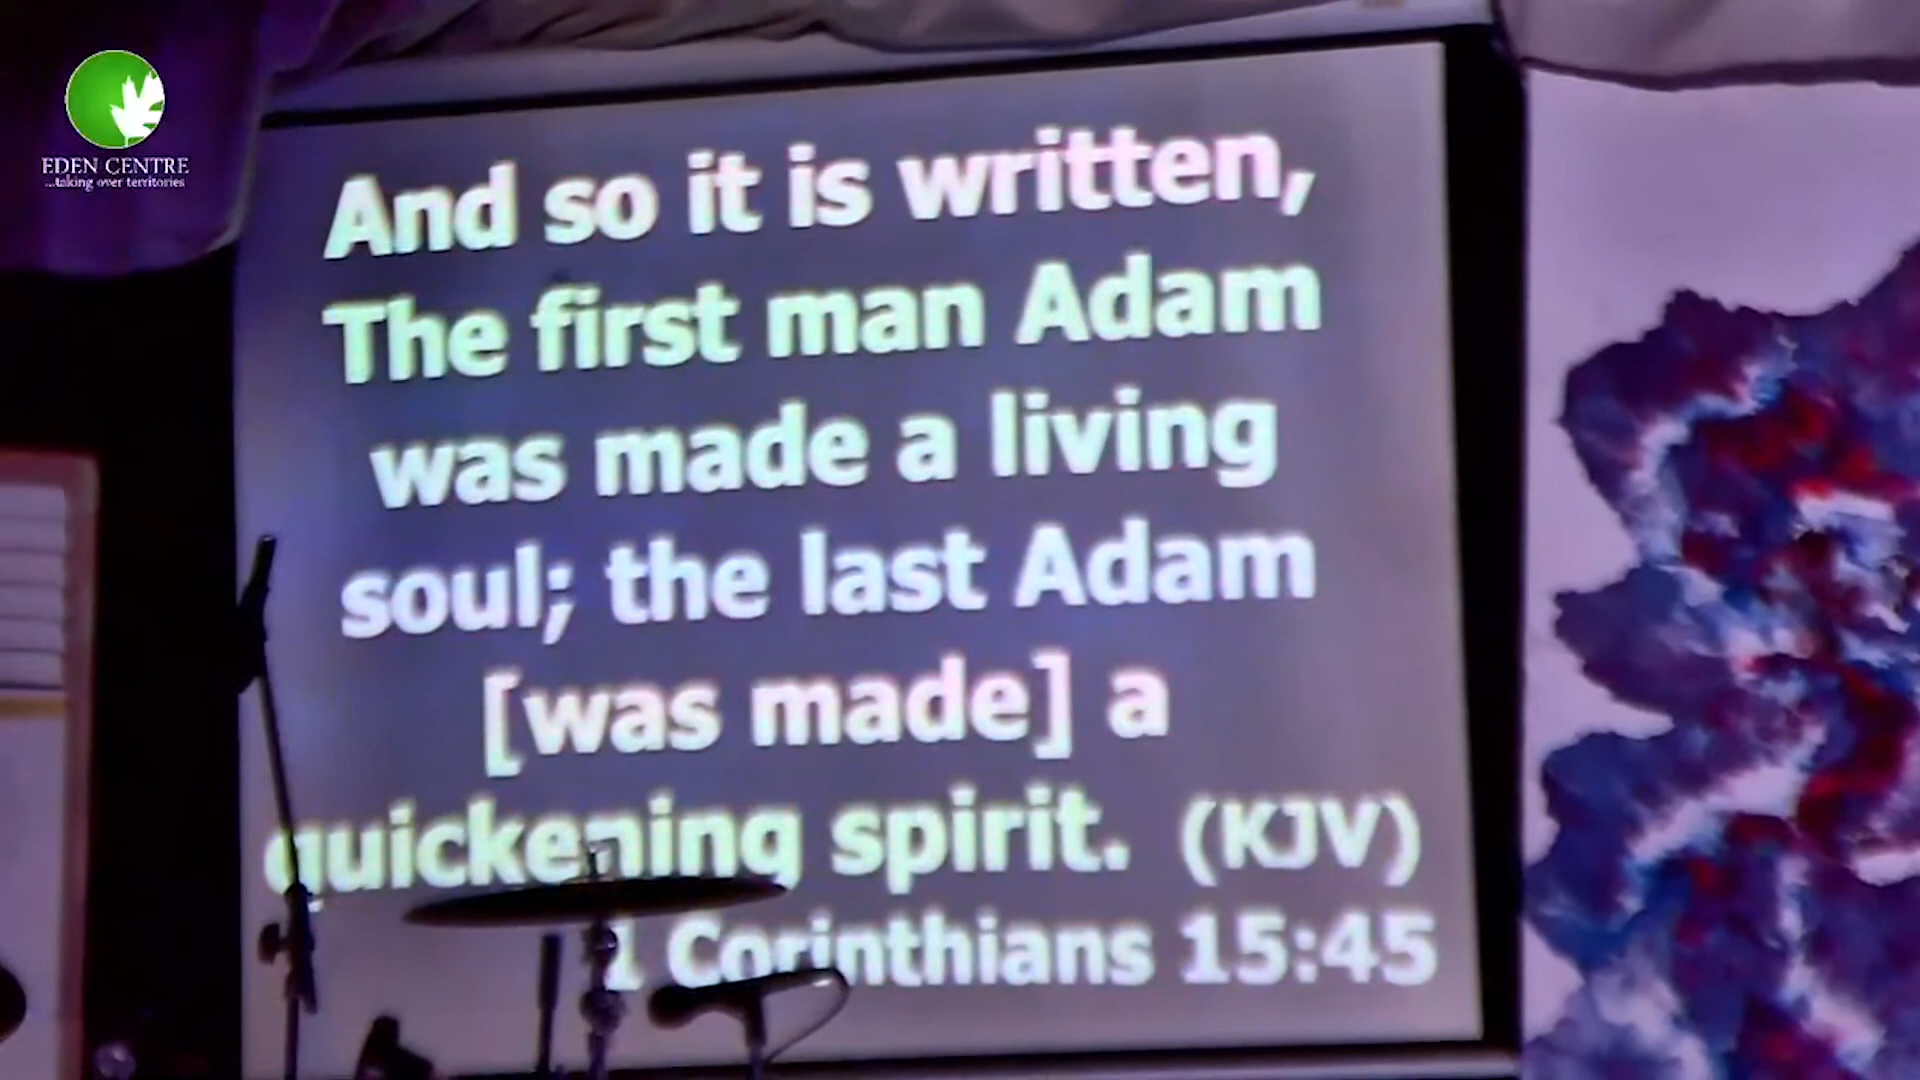 EDEN CENTRE
...taking over territories
And so it is written,
The first man Adam
was made a living
soul; the last Adam
[was made] a
quickening spirit. (KJV)
1 Corinthians 15:45